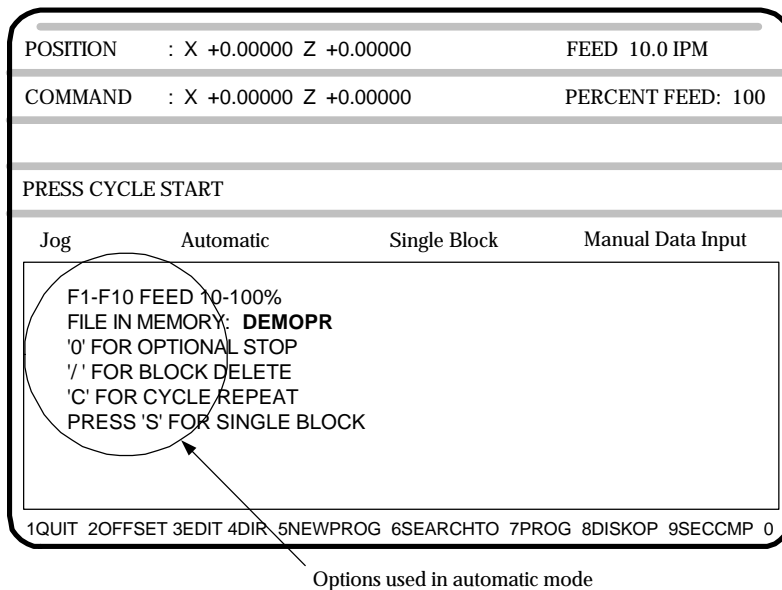 POSITION : X +0.00000 Z +0.00000 FEED 10.0 IPM
COMMAND : X +0.00000 Z +0.00000 PERCENT FEED: 100
PRESS CYCLE START
Jog Automatic Single Block Manual Data Input
F1-F10 FEED 10-100%
FILE IN MEMORY: DEMOPR
'0' FOR OPTIONAL STOP
'/ ' FOR BLOCK DELETE
'C' FOR CYCLE REPEAT
PRESS 'S' FOR SINGLE BLOCK
1QUIT 2OFFSET 3EDIT 4DIR 5NEWPROG 6SEARCHTO 7PROG 8DISKOP 9SECCMP 0
Options used in automatic mode